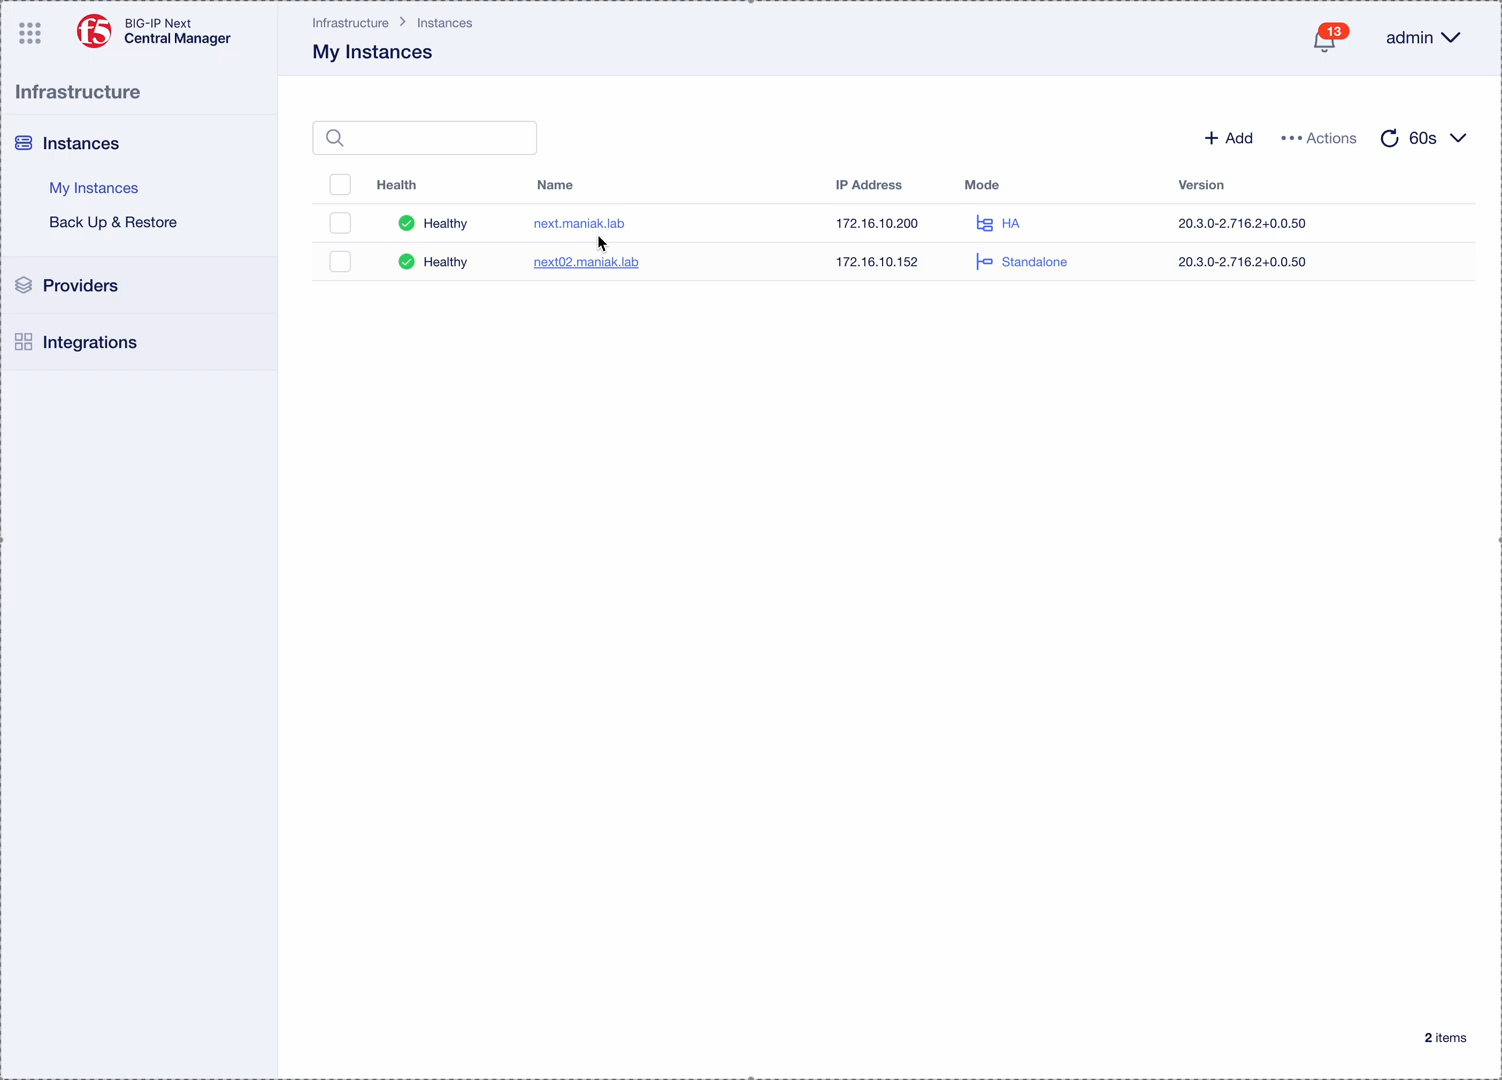 f5
BIG-IP Next
Central Manager
Infrastructure
Instances
My Instances
Back Up & Restore
Providers
Integrations
Infrastructure > Instances
My Instances
13
admin
+ Add
Actions
60s
Health Name IP Address Mode Version
Healthy next.maniak.lab 172.16.10.200 HA 20.3.0-2.716.2+0.0.50
Healthy next02.maniak.lab 172.16.10.152 Standalone 20.3.0-2.716.2+0.0.50
2 items